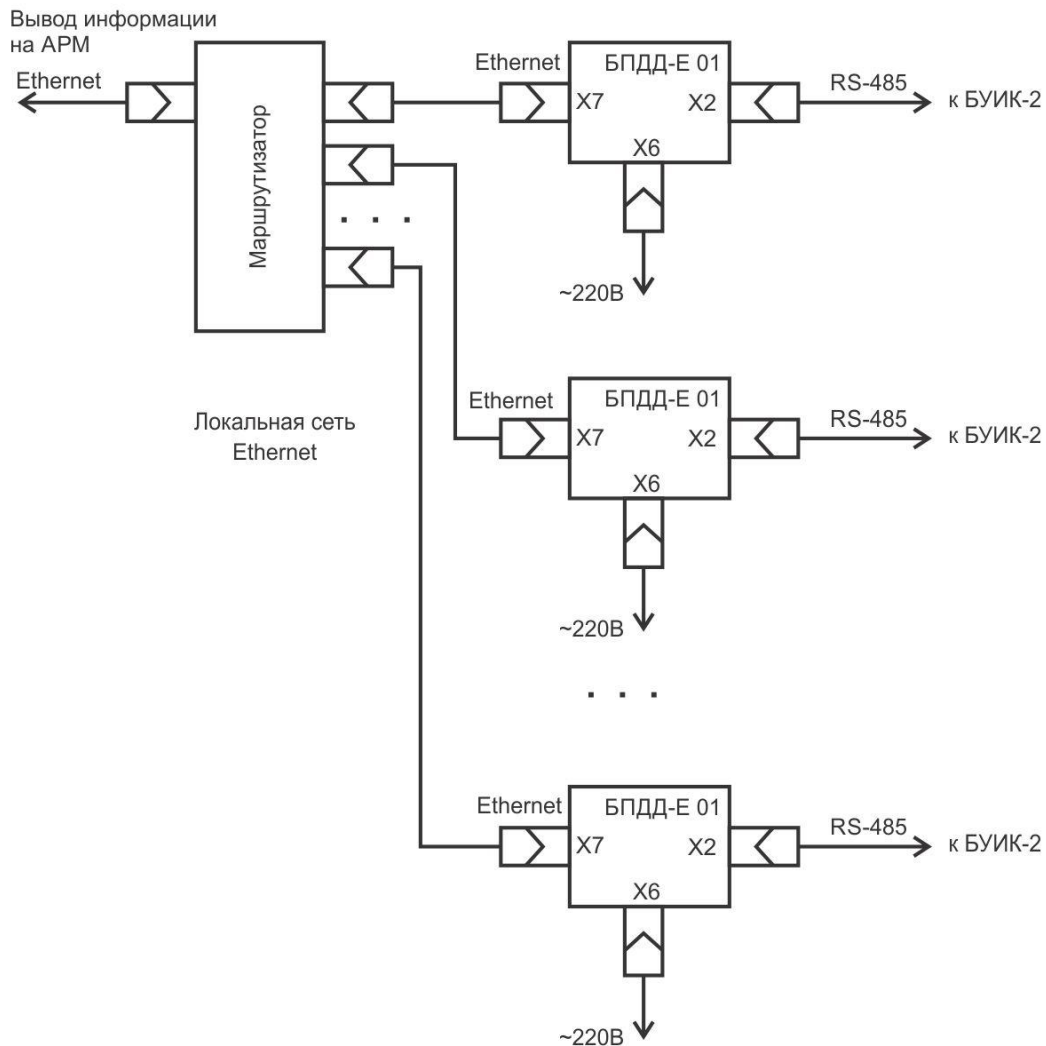 Вывод информации
на АРМ
Ethernet
Маршрутизатор
Ethernet
БПДД-Е 01
X7
X2
X6
RS-485
к БУИК-2
~220В
Локальная сеть
Ethernet
Ethernet
БПДД-Е 01
X7
X2
X6
RS-485
к БУИК-2
~220В
. . .
Ethernet
БПДД-Е 01
X7
X2
X6
RS-485
к БУИК-2
~220В